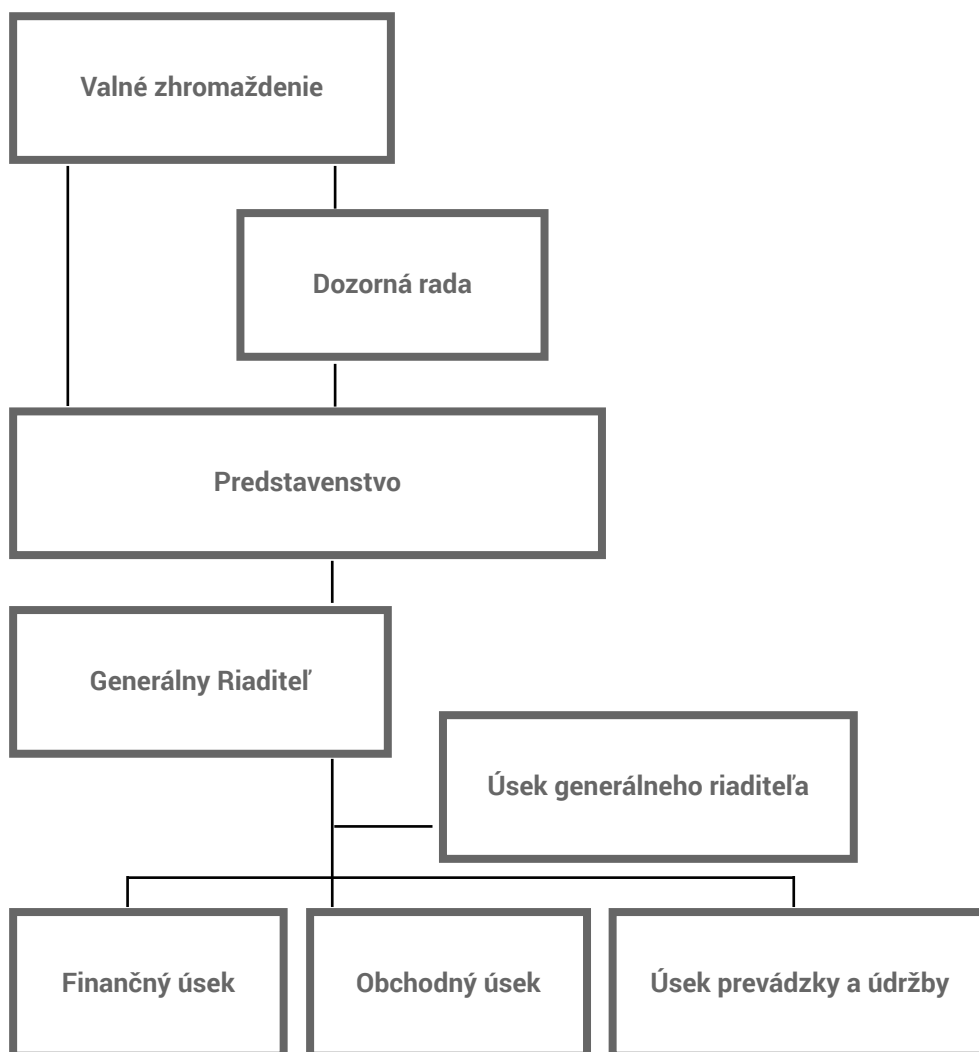 Valné zhromaždenie
Dozorná rada
Predstavenstvo
Generálny Riaditeľ
Úsek generálneho riaditeľa
Finančný úsek
Obchodný úsek
Úsek prevádzky a údržby